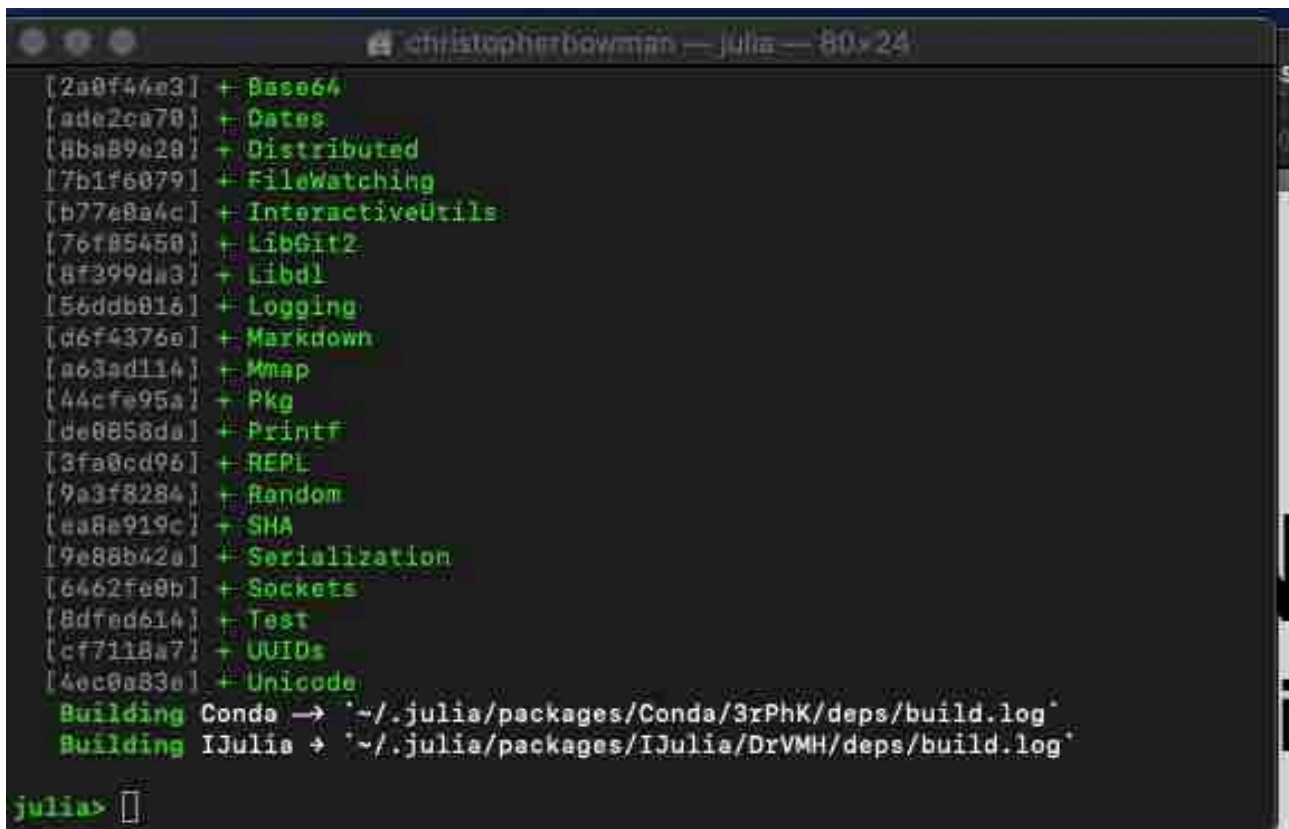 christopherbowman — julia — 80×24
[2a0f44e3] + Base64
[ade2ca70] + Dates
[8ba89e20] + Distributed
[7b1f6079] + FileWatching
[b77e0a4c] + InteractiveUtils
[76f85450] + LibGit2
[8f399da3] + Libdl
[56ddb016] + Logging
[d6f4376e] + Markdown
[a63ad114] + Mmap
[44cfe95a] + Pkg
[de0858da] + Printf
[3fa0cd96] + REPL
[9a3f8284] + Random
[ea8e919c] + SHA
[9e88b42a] + Serialization
[6462fe0b] + Sockets
[8dfed614] + Test
[cf7118a7] + UUIDs
[4ec0a83e] + Unicode
Building Conda ─→ `~/.julia/packages/Conda/3rPhK/deps/build.log`
Building IJulia → `~/.julia/packages/IJulia/DrVMH/deps/build.log`
julia>